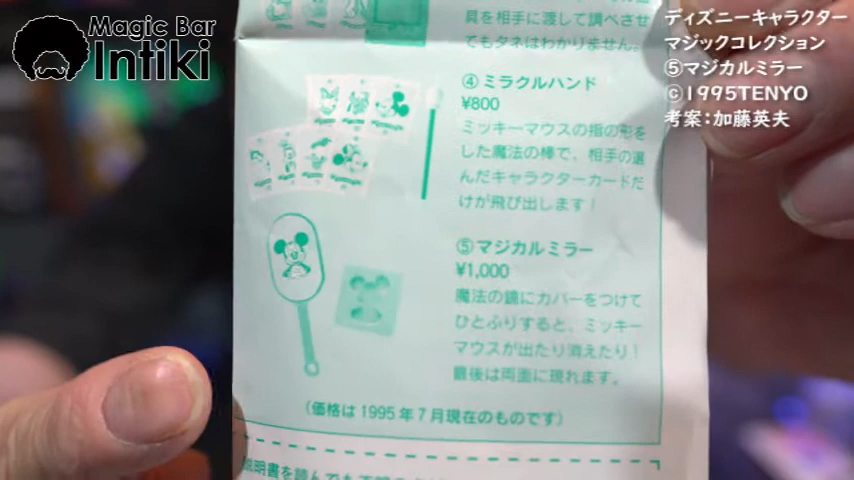 Magic Bar
Intiki
ディズニーキャラクター
マジックコレクション
⑤マジカルミラー
©1995TENYO
考案：加藤英夫
具を相手に渡して調べさせ
てもタネはわかりません。
④ミラクルハンド
¥800
ミッキーマウスの指の形を
した魔法の棒で、相手の選
んだキャラクターカードだ
けが飛び出します！
⑤マジカルミラー
¥1,000
魔法の鏡にカバーをつけて
ひとふりすると、ミッキー
マウスが出たり消えたり！
最後は両面に現れます。
（価格は1995年7月現在のものです）
説明書を読んでも